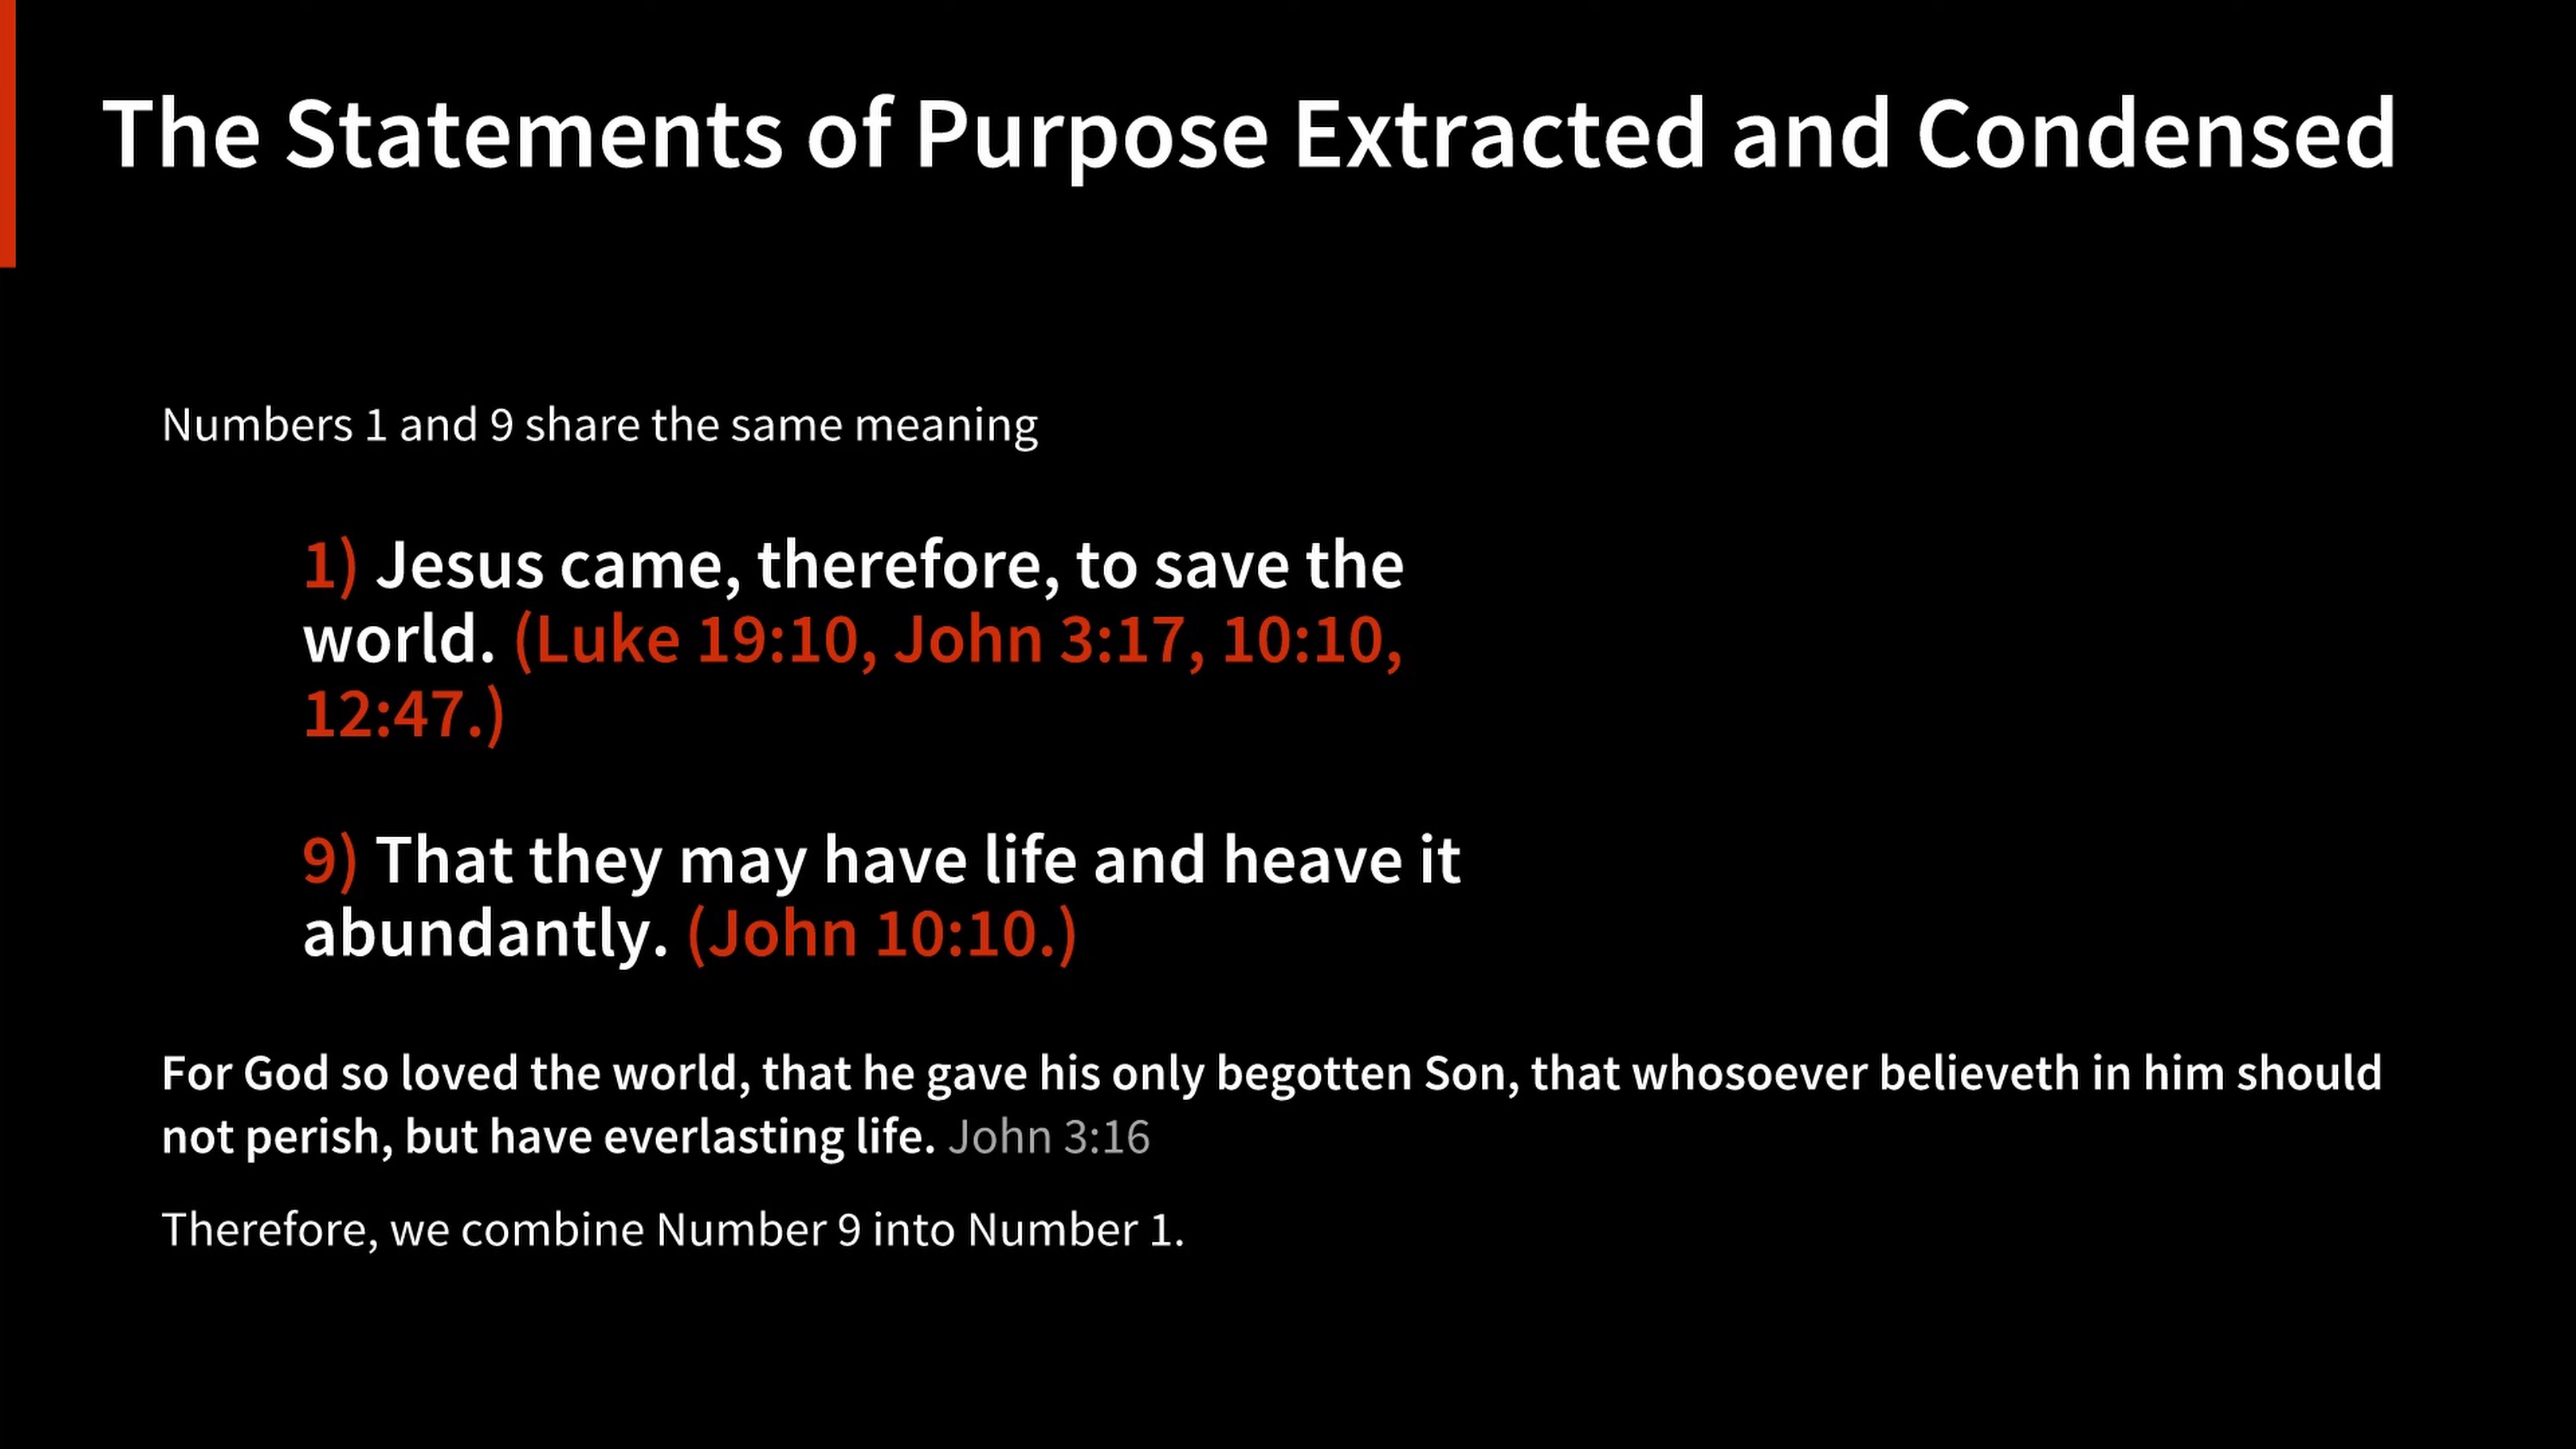 The Statements of Purpose Extracted and Condensed
Numbers 1 and 9 share the same meaning
1) Jesus came, therefore, to save the
world. (Luke 19:10, John 3:17, 10:10,
12:47.)
9) That they may have life and heave it
abundantly. (John 10:10.)
For God so loved the world, that he gave his only begotten Son, that whosoever believeth in him should
not perish, but have everlasting life. John 3:16
Therefore, we combine Number 9 into Number 1.